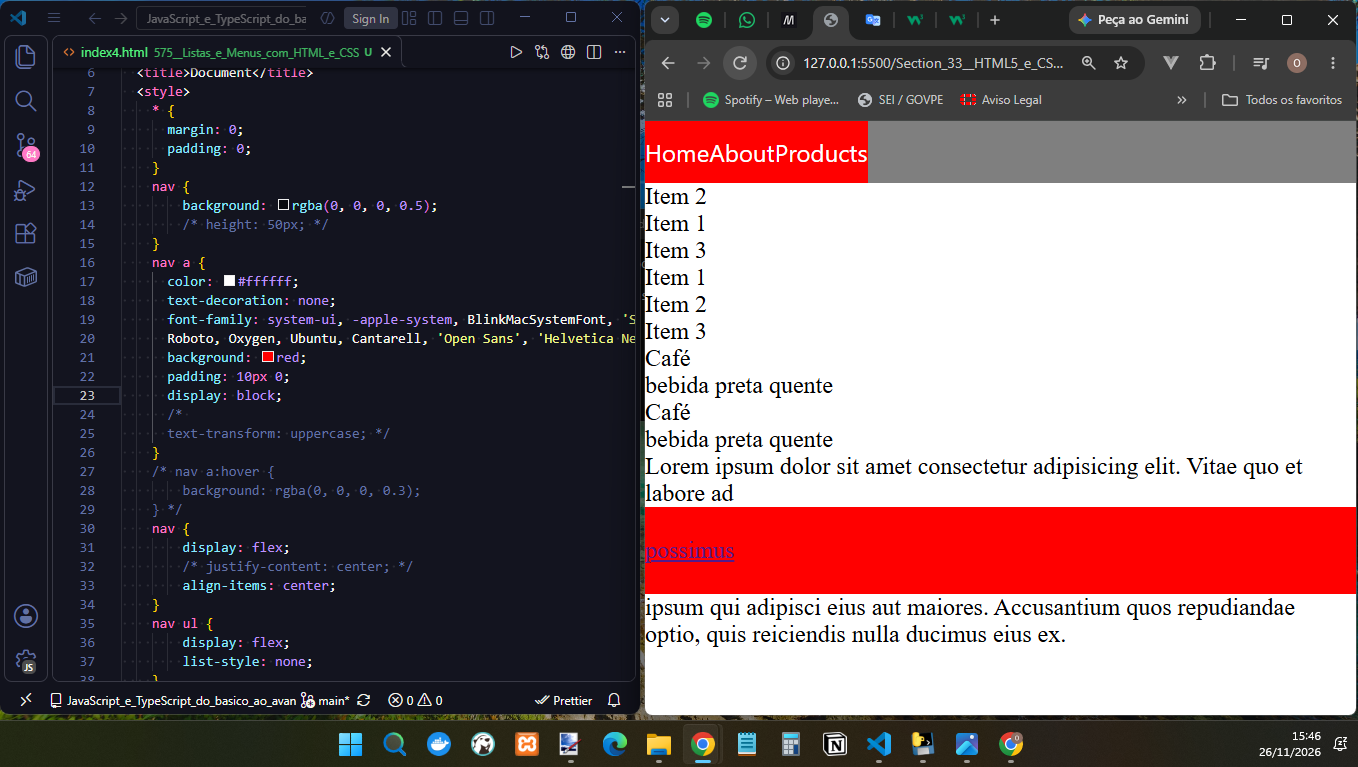 JavaScript_e_TypeScript_do_ba
Sign In
index4.html 575__Listas_e_Menus_com_HTML_e_CSS U
6 <title>Document</title>
7 <style>
8 * {
9 margin: 0;
10 padding: 0;
11 }
12 nav {
13 background: rgba(0, 0, 0, 0.5);
14 /* height: 50px; */
15 }
16 nav a {
17 color: #ffffff;
18 text-decoration: none;
19 font-family: system-ui, -apple-system, BlinkMacSystemFont, 'S
20 Roboto, Oxygen, Ubuntu, Cantarell, 'Open Sans', 'Helvetica Ne
21 background: red;
22 padding: 10px 0;
23 display: block;
24 /*
25 text-transform: uppercase; */
26 }
27 /* nav a:hover {
28 background: rgba(0, 0, 0, 0.3);
29 } */
30 nav {
31 display: flex;
32 /* justify-content: center; */
33 align-items: center;
34 }
35 nav ul {
36 display: flex;
37 list-style: none;
38 }
64
JS
JavaScript_e_TypeScript_do_basico_ao_avan main* 0 0 Prettier
Peça ao Gemini
127.0.0.1:5500/Section_33__HTML5_e_CS...
O
Spotify – Web playe... SEI / GOVPE Aviso Legal Todos os favoritos
HomeAboutProducts
Item 2
Item 1
Item 3
Item 1
Item 2
Item 3
Café
bebida preta quente
Café
bebida preta quente
Lorem ipsum dolor sit amet consectetur adipisicing elit. Vitae quo et
labore ad
possimus
ipsum qui adipisci eius aut maiores. Accusantium quos repudiandae
optio, quis reiciendis nulla ducimus eius ex.
15:46
26/11/2026